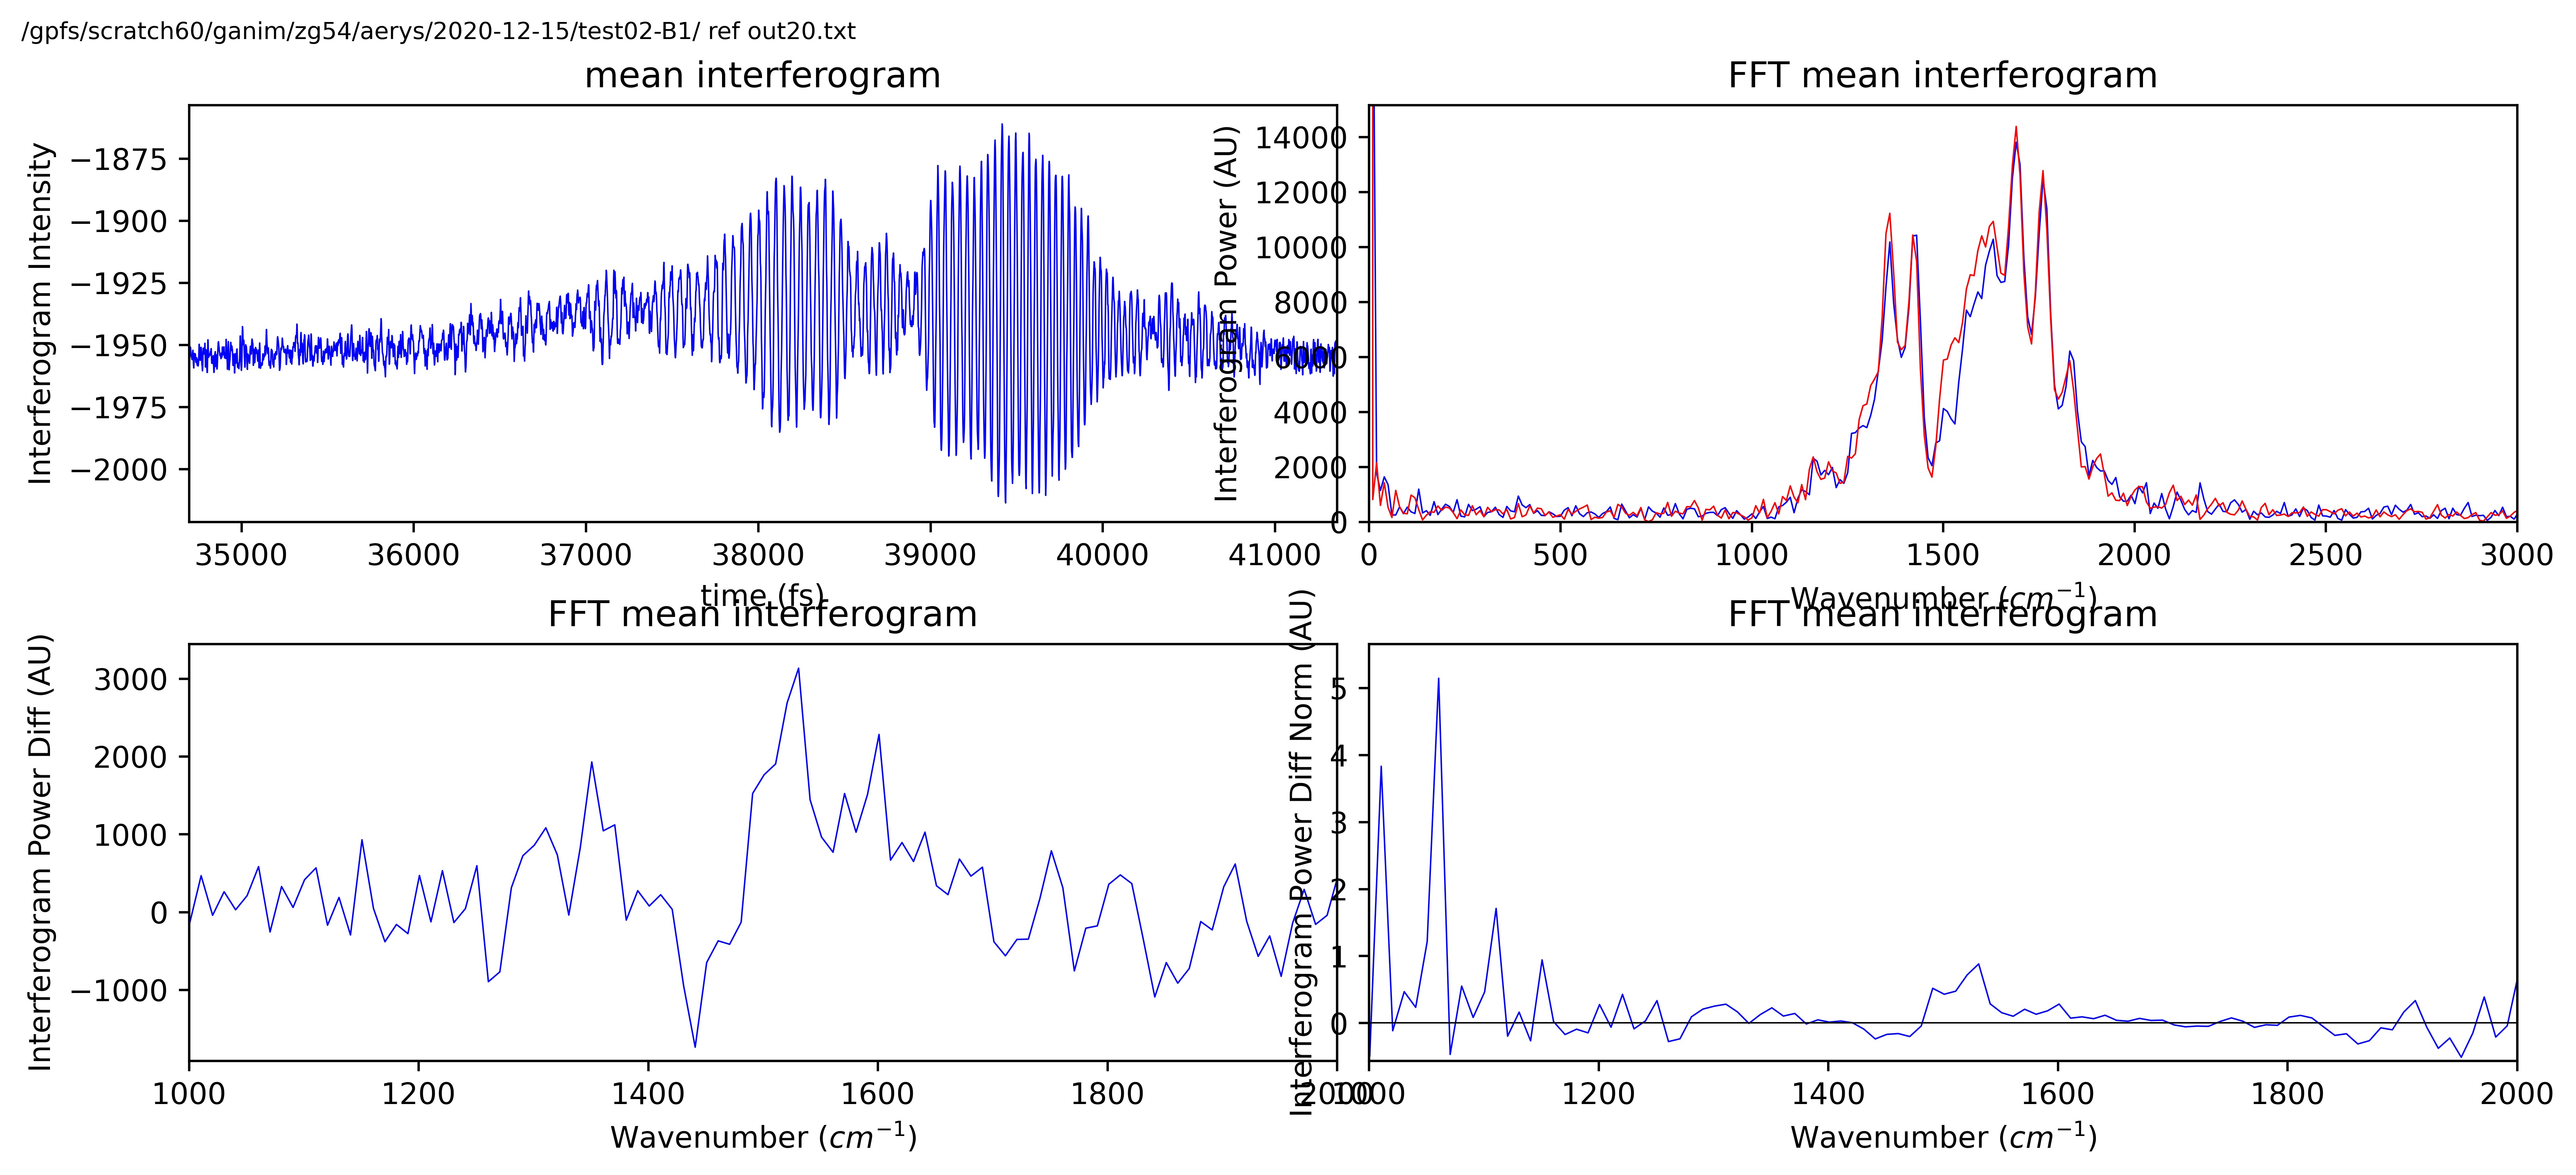 /gpfs/scratch60/ganim/zg54/aerys/2020-12-15/test02-B1/ ref out20.txt
mean interferogram
Interferogram Intensity
−1875
−1900
−1925
−1950
−1975
−2000
35000 36000 37000 38000 39000 40000 41000
time (fs)
FFT mean interferogram
Interferogram Power (AU)
14000
12000
10000
8000
6000
4000
2000
0
0 500 1000 1500 2000 2500 3000
Wavenumber (cm⁻¹)
FFT mean interferogram
Interferogram Power Diff (AU)
3000
2000
1000
0
−1000
1000 1200 1400 1600 1800 2000
Wavenumber (cm⁻¹)
FFT mean interferogram
Interferogram Power Diff Norm (AU)
5
4
3
2
1
0
1000 1200 1400 1600 1800 2000
Wavenumber (cm⁻¹)